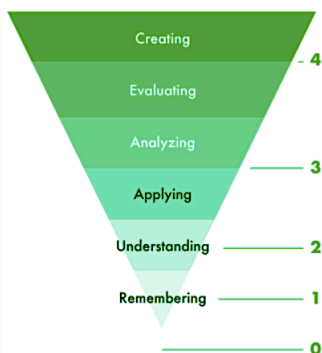 Creating
4
Evaluating
Analyzing
3
Applying
Understanding 2
Remembering 1
0